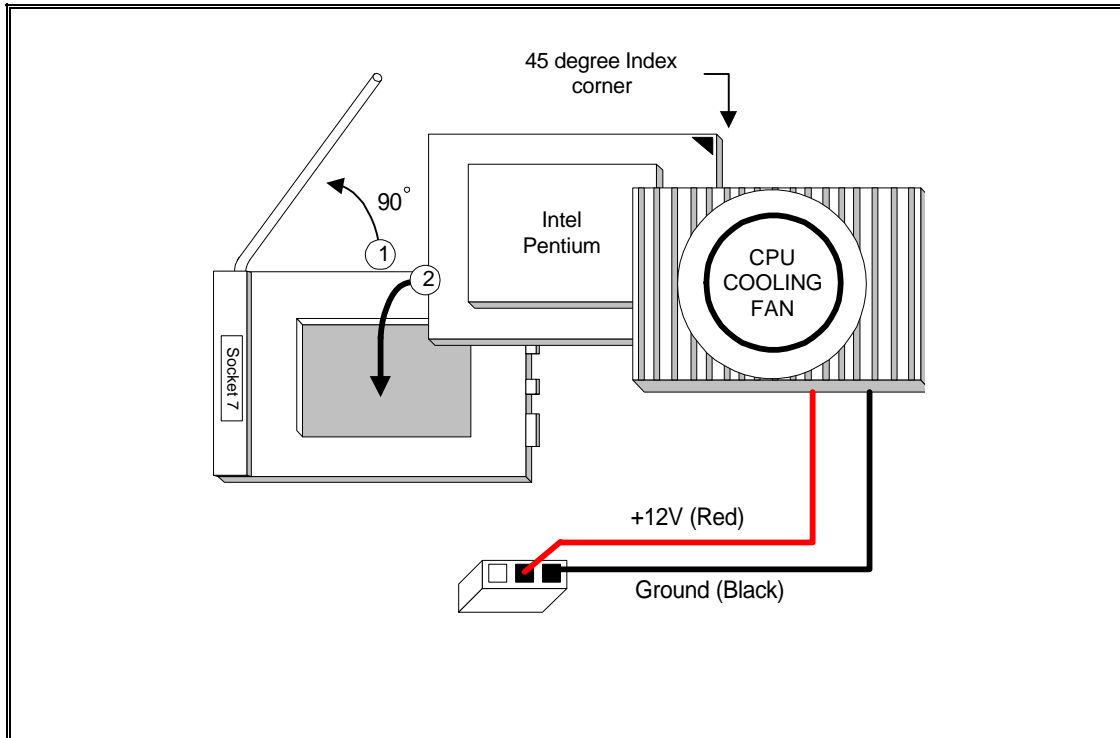 45 degree Index
corner
90°
1
2
Intel
Pentium
CPU
COOLING
FAN
Socket 7
+12V (Red)
Ground (Black)